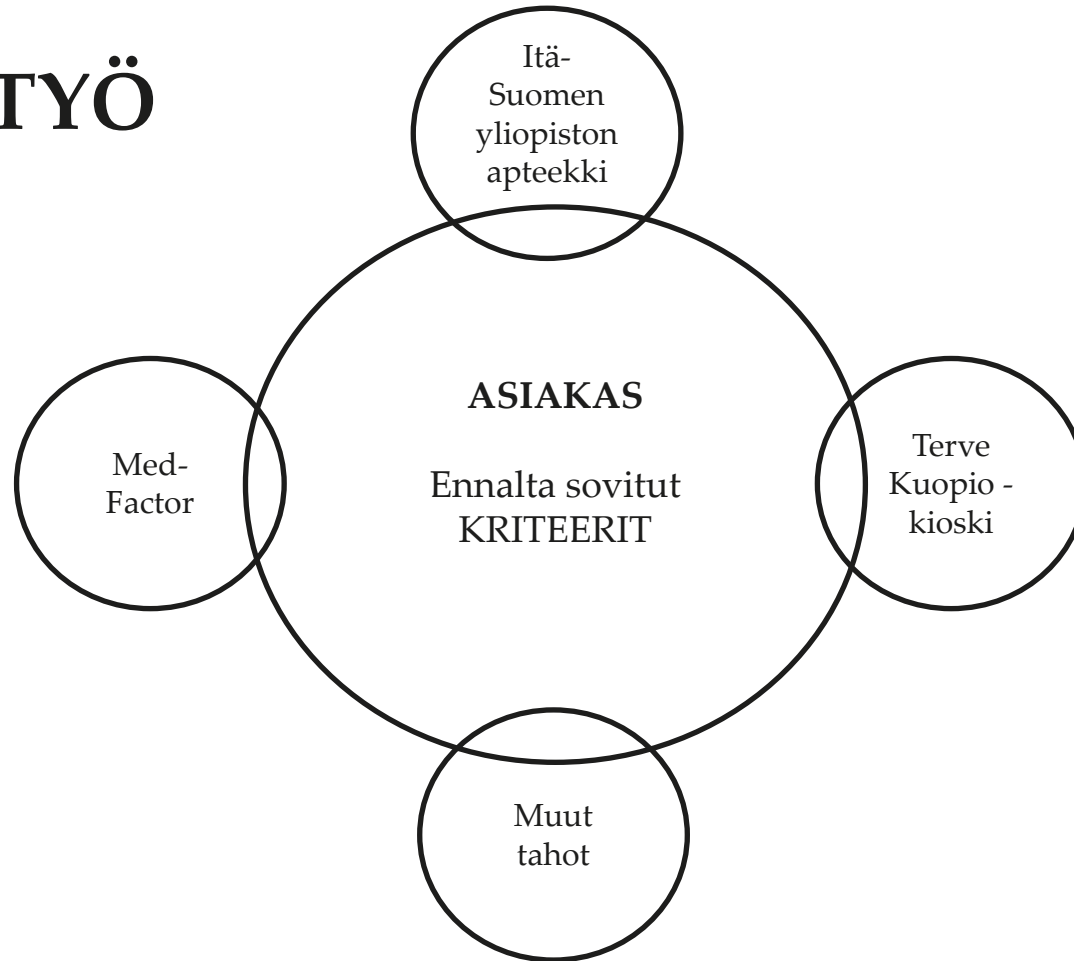 TYÖ
Itä-
Suomen
yliopiston
apteekki
ASIAKAS
Ennalta sovitut
KRITEERIT
Med-
Factor
Terve
Kuopio -
kioski
Muut
tahot